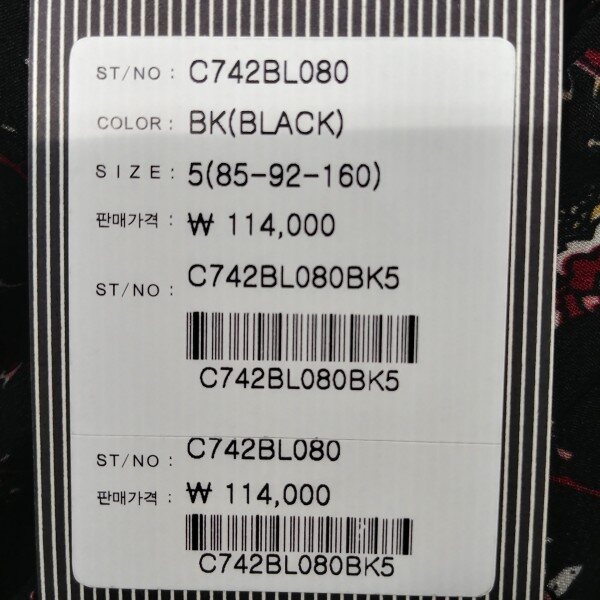 ST/NO : C742BL080
COLOR : BK(BLACK)
SIZE : 5(85-92-160)
판매가격 : ₩ 114,000
ST/NO : C742BL080BK5
C742BL080BK5
ST/NO : C742BL080
판매가격 : ₩ 114,000
C742BL080BK5